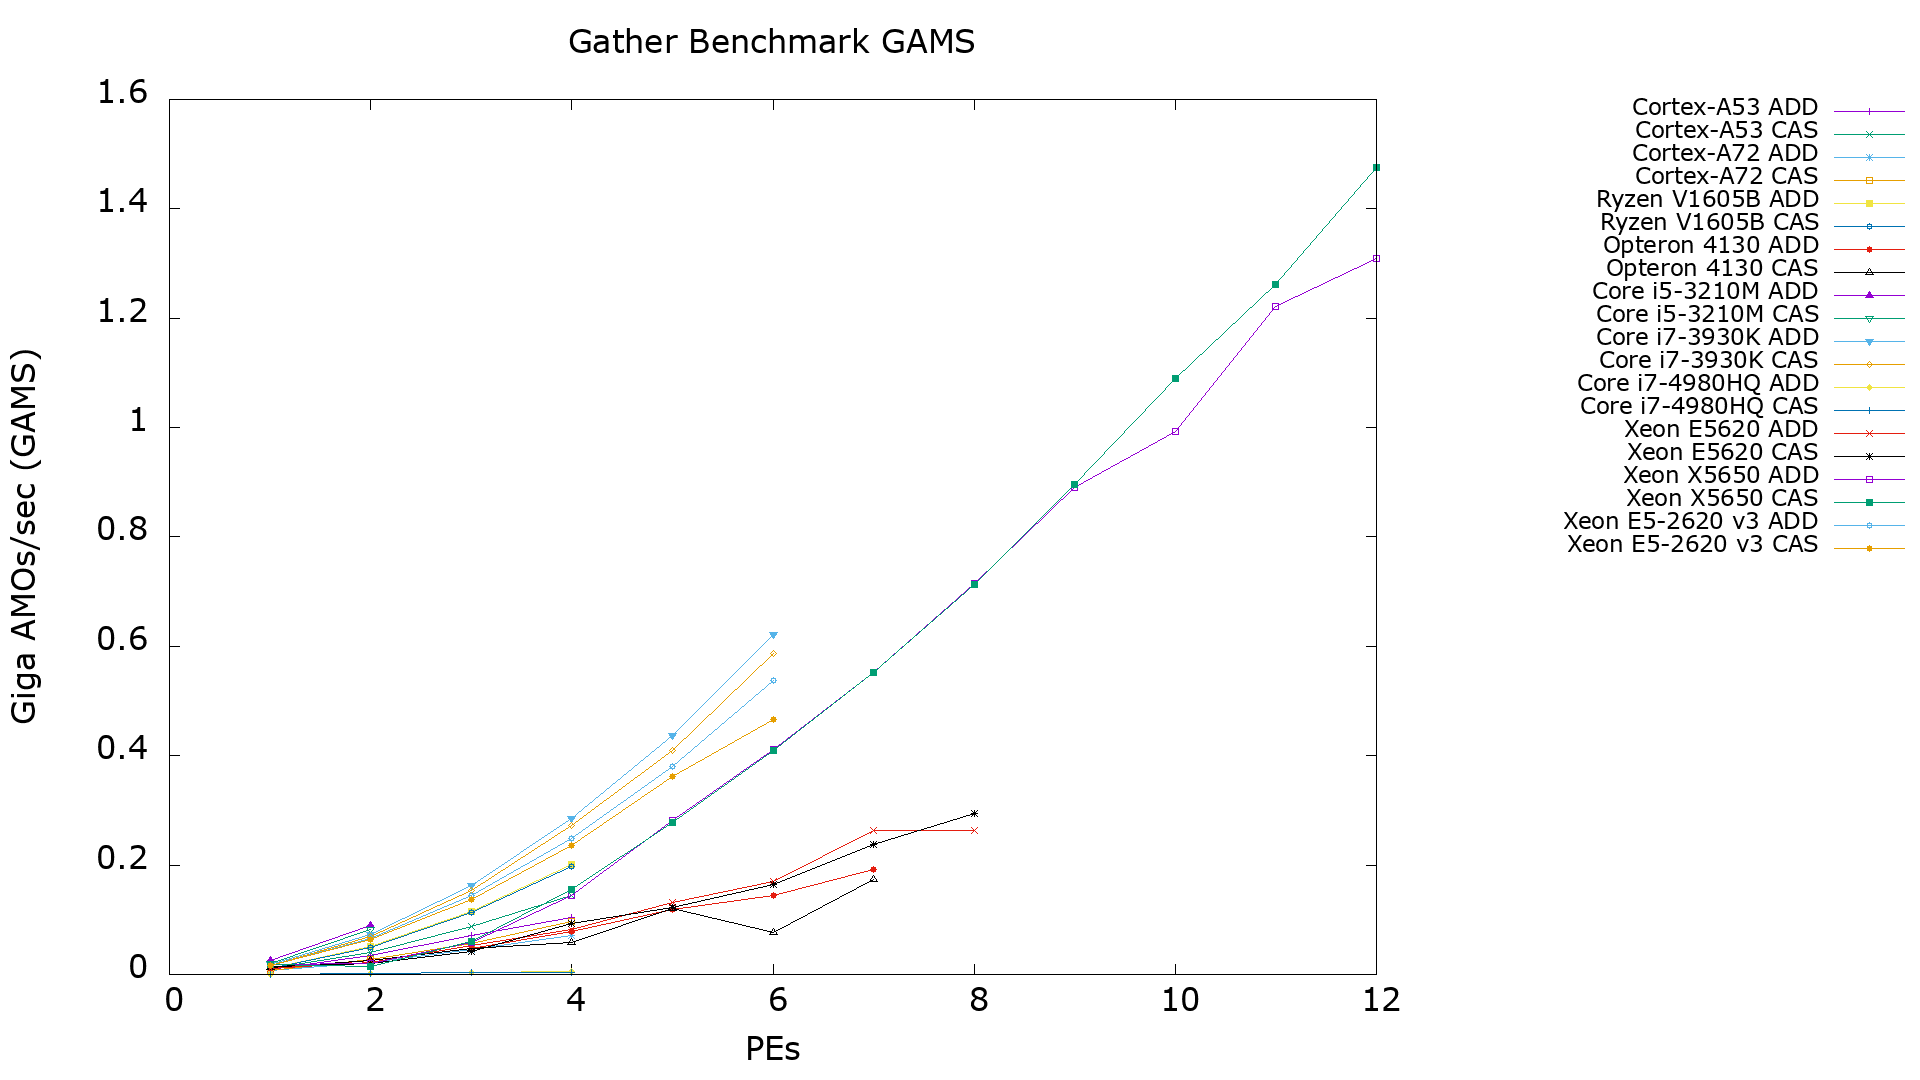 Gather Benchmark GAMS
Giga AMOs/sec (GAMS)
1.6
1.4
1.2
1
0.8
0.6
0.4
0.2
0
0 2 4 6 8 10 12
PEs
Cortex-A53 ADD
Cortex-A53 CAS
Cortex-A72 ADD
Cortex-A72 CAS
Ryzen V1605B ADD
Ryzen V1605B CAS
Opteron 4130 ADD
Opteron 4130 CAS
Core i5-3210M ADD
Core i5-3210M CAS
Core i7-3930K ADD
Core i7-3930K CAS
Core i7-4980HQ ADD
Core i7-4980HQ CAS
Xeon E5620 ADD
Xeon E5620 CAS
Xeon X5650 ADD
Xeon X5650 CAS
Xeon E5-2620 v3 ADD
Xeon E5-2620 v3 CAS